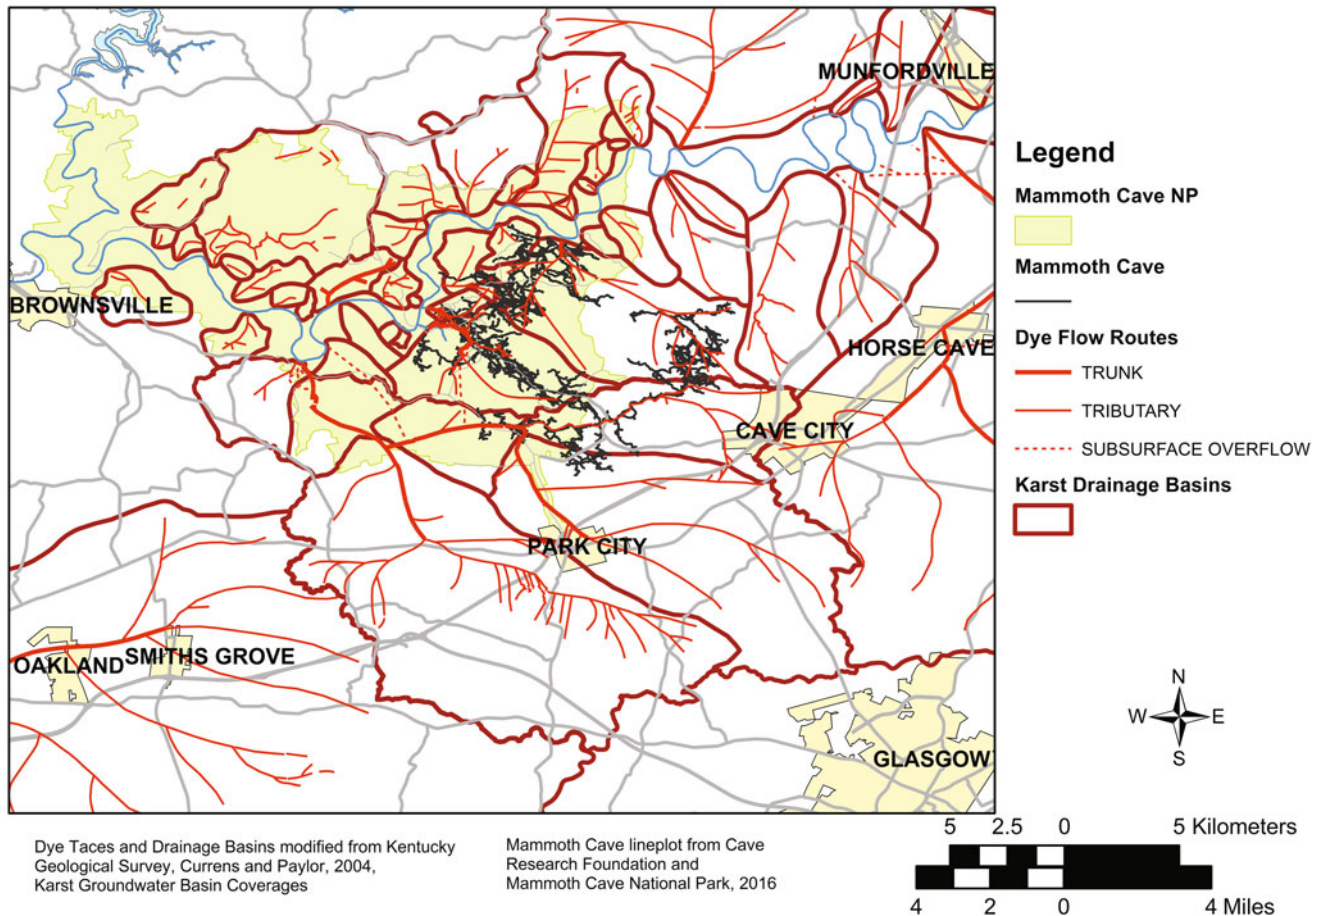 MUNFORDVILLE
BROWNSVILLE
HORSE CAVE
CAVE CITY
PARK CITY
OAKLAND
SMITHS GROVE
GLASGOW
Legend
Mammoth Cave NP
Mammoth Cave
Dye Flow Routes
TRUNK
TRIBUTARY
SUBSURFACE OVERFLOW
Karst Drainage Basins
N
W E
S
5 2.5 0 5 Kilometers
4 2 0 4 Miles
Dye Taces and Drainage Basins modified from Kentucky
Geological Survey, Currens and Paylor, 2004,
Karst Groundwater Basin Coverages
Mammoth Cave lineplot from Cave
Research Foundation and
Mammoth Cave National Park, 2016